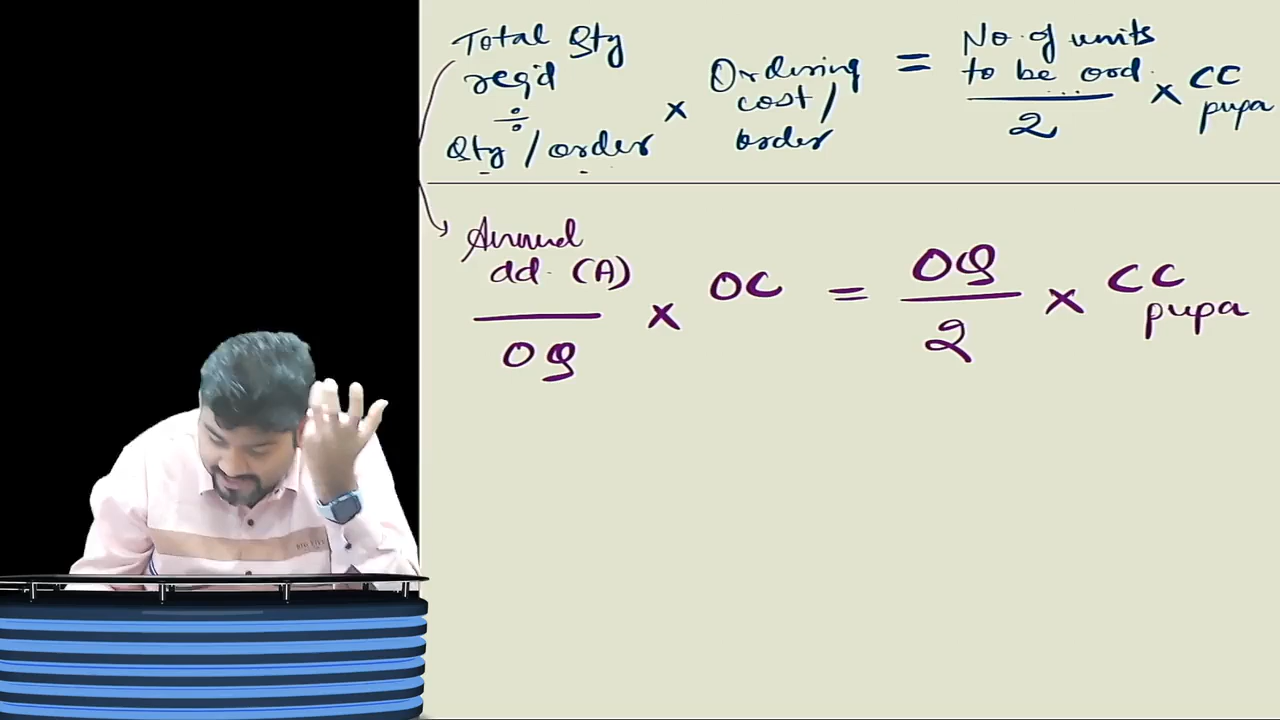 Total Qty
req'd
÷
Qty / order
×
Ordering
cost /
order
=
No. of units
to be ord.
2
× CC
pupa
Annual
dd. (A)
OQ
× OC = OQ
2
× CC
pupa